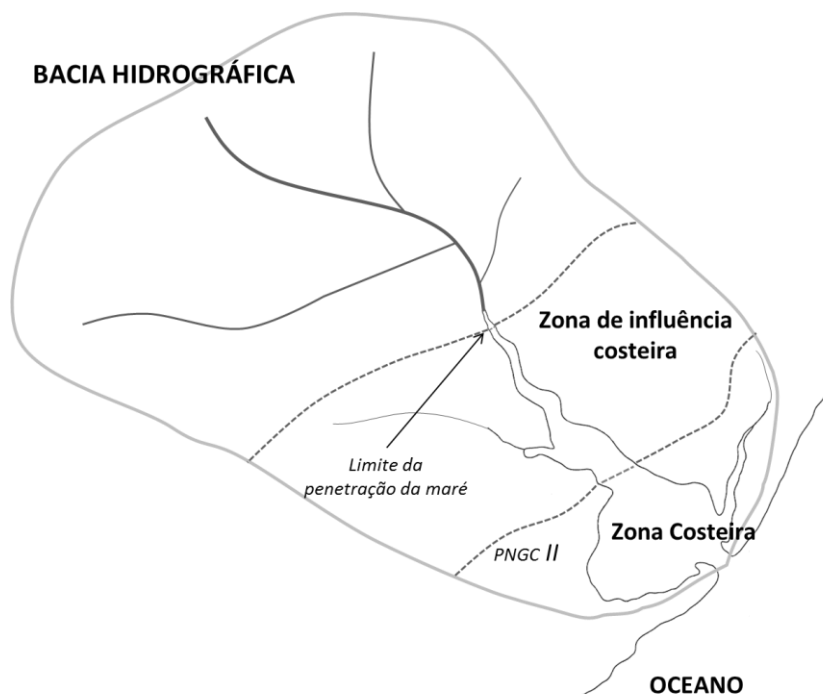 BACIA HIDROGRÁFICA
Zona de influência
costeira
Limite da
penetração da maré
Zona Costeira
PNGC II
OCEANO